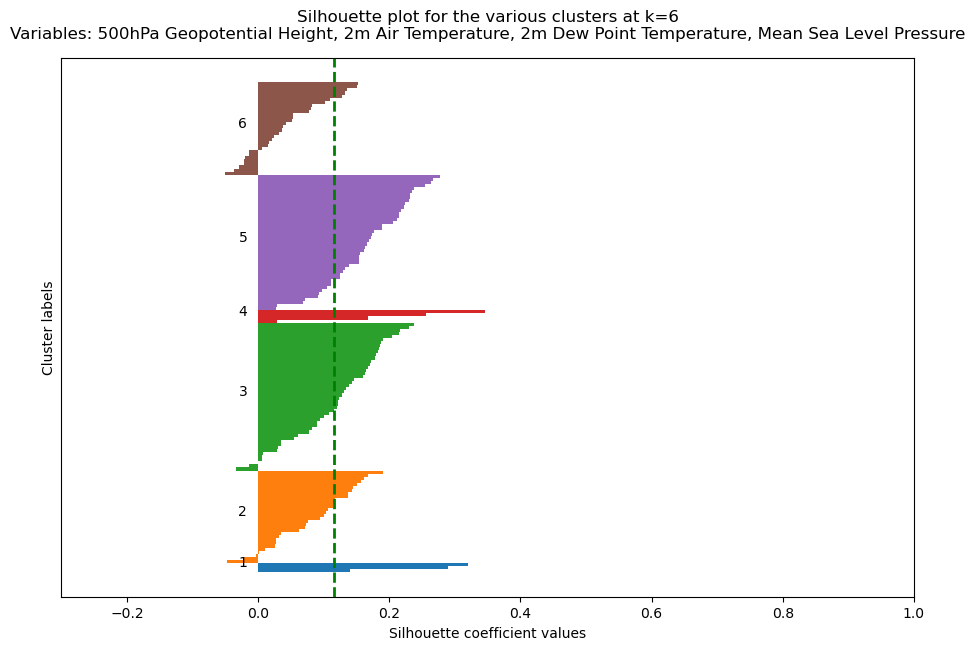 Silhouette plot for the various clusters at k=6
Variables: 500hPa Geopotential Height, 2m Air Temperature, 2m Dew Point Temperature, Mean Sea Level Pressure
6
5
4
3
2
1
Cluster labels
−0.2 0.0 0.2 0.4 0.6 0.8 1.0
Silhouette coefficient values